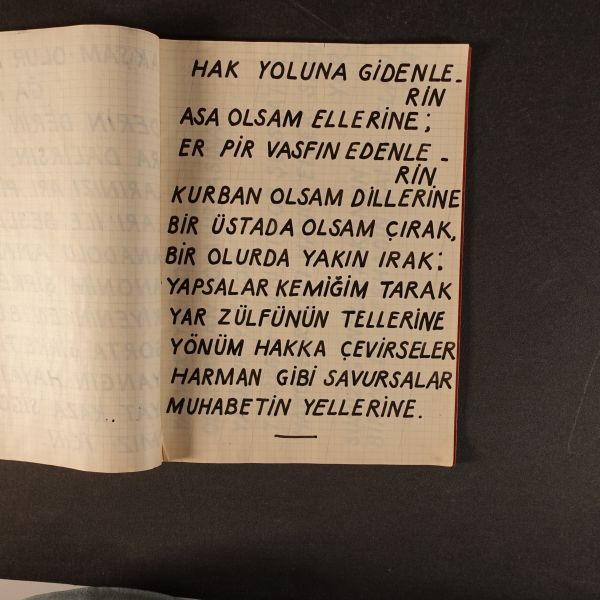 HAK YOLUNA GİDENLE-
RİN
ASA OLSAM ELLERİNE;
ER PİR VASFIN EDENLE-
RİN
KURBAN OLSAM DİLLERİNE
BİR ÜSTADA OLSAM ÇIRAK,
BİR OLURDA YAKIN IRAK;
YAPSALAR KEMİĞİM TARAK
YAR ZÜLFÜNÜN TELLERİNE
YÖNÜM HAKKA ÇEVİRSELER
HARMAN GİBİ SAVURSALAR
MUHABETİN YELLERİNE.